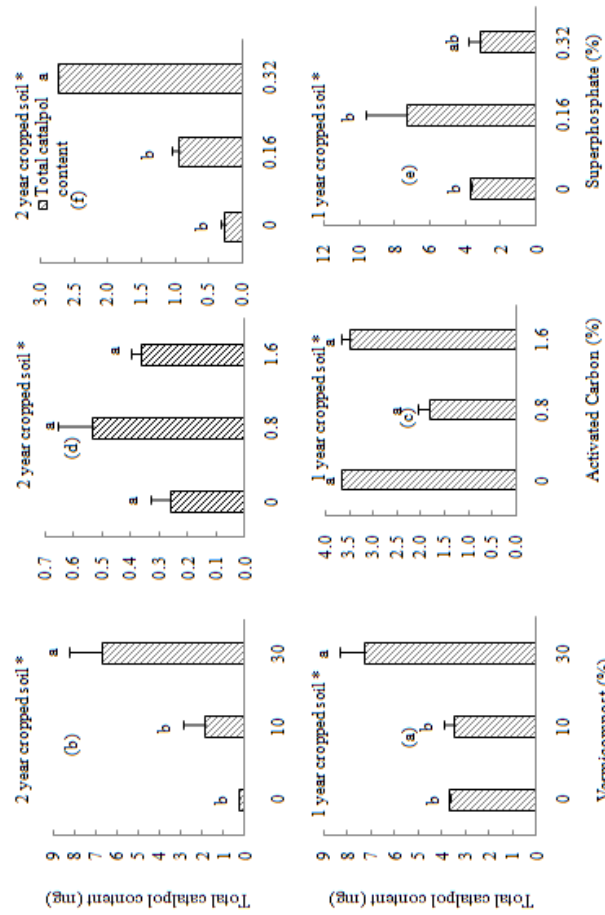 2 year cropped soil *
9
8
7
6
5
4
3
2
1
0
(b)
b
b
a
0 10 30
Total catalpol content (mg)
2 year cropped soil *
0.7
0.6
0.5
0.4
0.3
0.2
0.1
0.0
(d)
a
a
a
0 0.8 1.6
2 year cropped soil *
Total catalpol
content
(f)
3.0
2.5
2.0
1.5
1.0
0.5
0.0
b
b
a
0 0.16 0.32
1 year cropped soil *
9
8
7
6
5
4
3
2
1
0
(a)
b
b
a
0 10 30
Vermicompost (%)
Total catalpol content (mg)
1 year cropped soil *
4.0
3.5
3.0
2.5
2.0
1.5
1.0
0.5
0.0
(c)
a
a
a
0 0.8 1.6
Activated Carbon (%)
1 year cropped soil *
12
10
8
6
4
2
0
(e)
b
b
ab
0 0.16 0.32
Superphosphate (%)